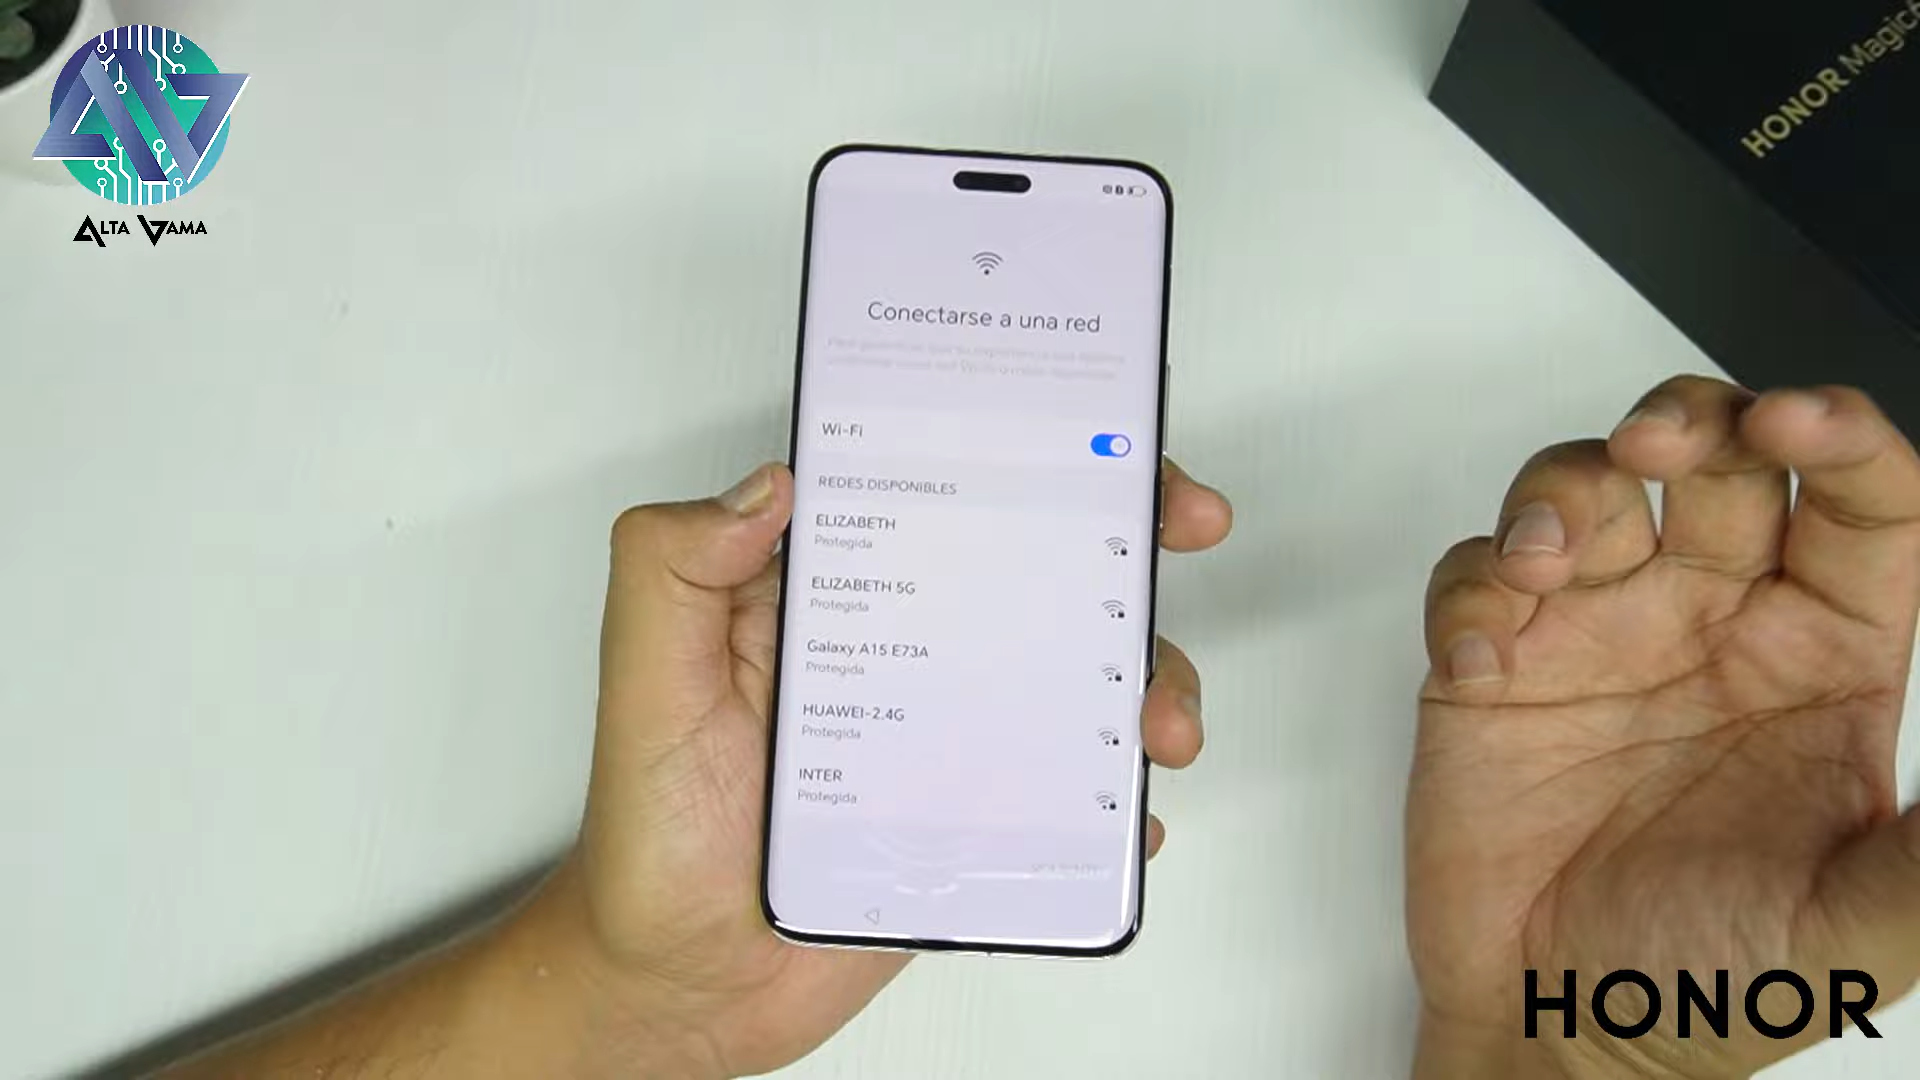 ALTA GAMA
HONOR Magic6
Conectarse a una red
Wi-Fi
REDES DISPONIBLES
ELIZABETH
Protegida
ELIZABETH 5G
Protegida
Galaxy A15 E73A
Protegida
HUAWEI-2.4G
Protegida
INTER
Protegida
HONOR